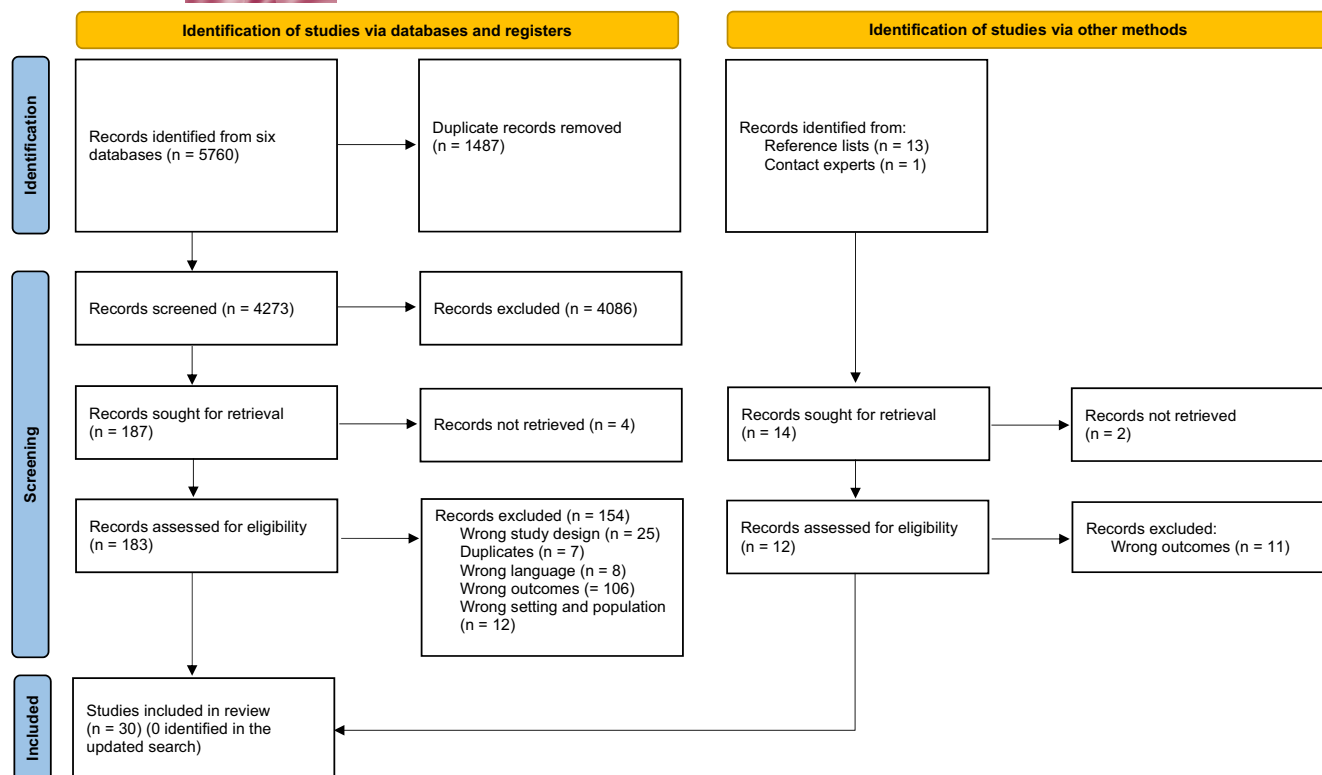 Identification of studies via databases and registers
Identification of studies via other methods
Identification
Records identified from six
databases (n = 5760)
Duplicate records removed
(n = 1487)
Records identified from:
Reference lists (n = 13)
Contact experts (n = 1)
Screening
Records screened (n = 4273)
Records excluded (n = 4086)
Records sought for retrieval
(n = 187)
Records not retrieved (n = 4)
Records sought for retrieval
(n = 14)
Records not retrieved
(n = 2)
Records assessed for eligibility
(n = 183)
Records excluded (n = 154)
Wrong study design (n = 25)
Duplicates (n = 7)
Wrong language (n = 8)
Wrong outcomes (= 106)
Wrong setting and population
(n = 12)
Records assessed for eligibility
(n = 12)
Records excluded:
Wrong outcomes (n = 11)
Included
Studies included in review
(n = 30) (0 identified in the
updated search)